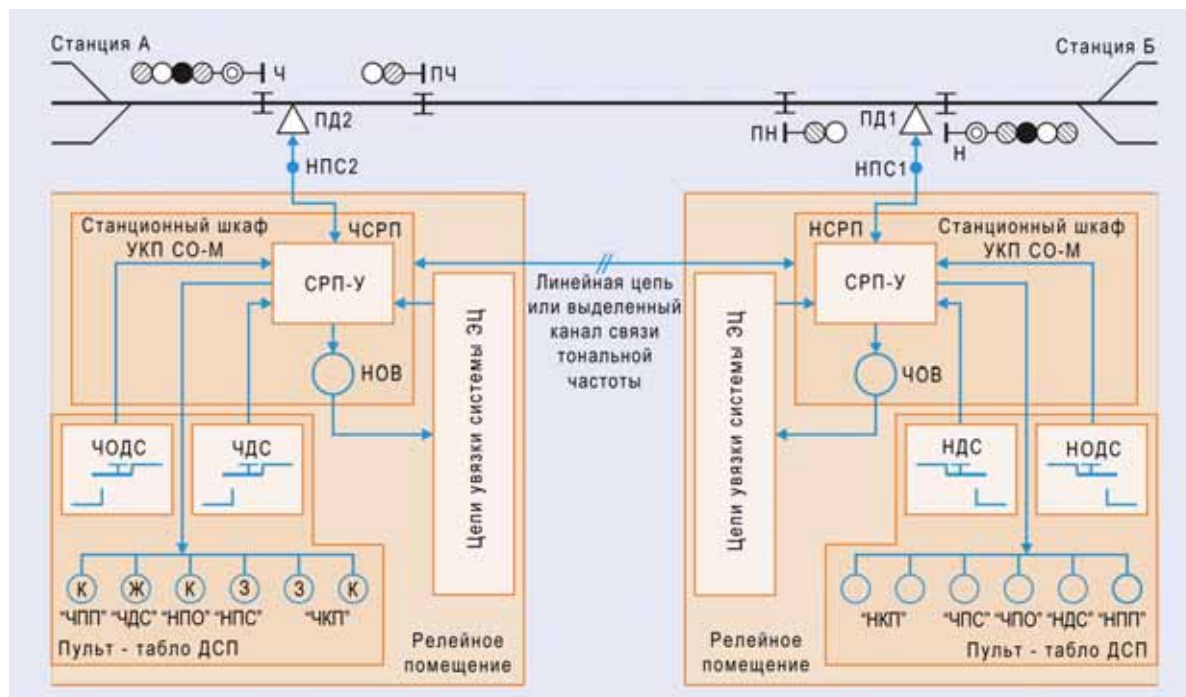 Станция А
Станция Б
Ч
ПЧ
ПД2
ПН
ПД1
Н
НПС2
НПС1
Станционный шкаф
УКП СО-М
ЧСРП
СРП-У
НОВ
Линейная цепь
или выделенный
канал связи
тональной
частоты
НСРП
Станционный шкаф
УКП СО-М
СРП-У
ЧОВ
ЧОДС
ЧДС
Цепи увязки системы ЭЦ
Цепи увязки системы ЭЦ
НДС
НОДС
К Ж К З З К
"ЧПП" "ЧДС" "НПО" "НПС" "ЧКП"
Пульт - табло ДСП
Релейное
помещение
Релейное
помещение
"НКП" "ЧПС" "ЧПО" "НДС" "НПП"
Пульт - табло ДСП